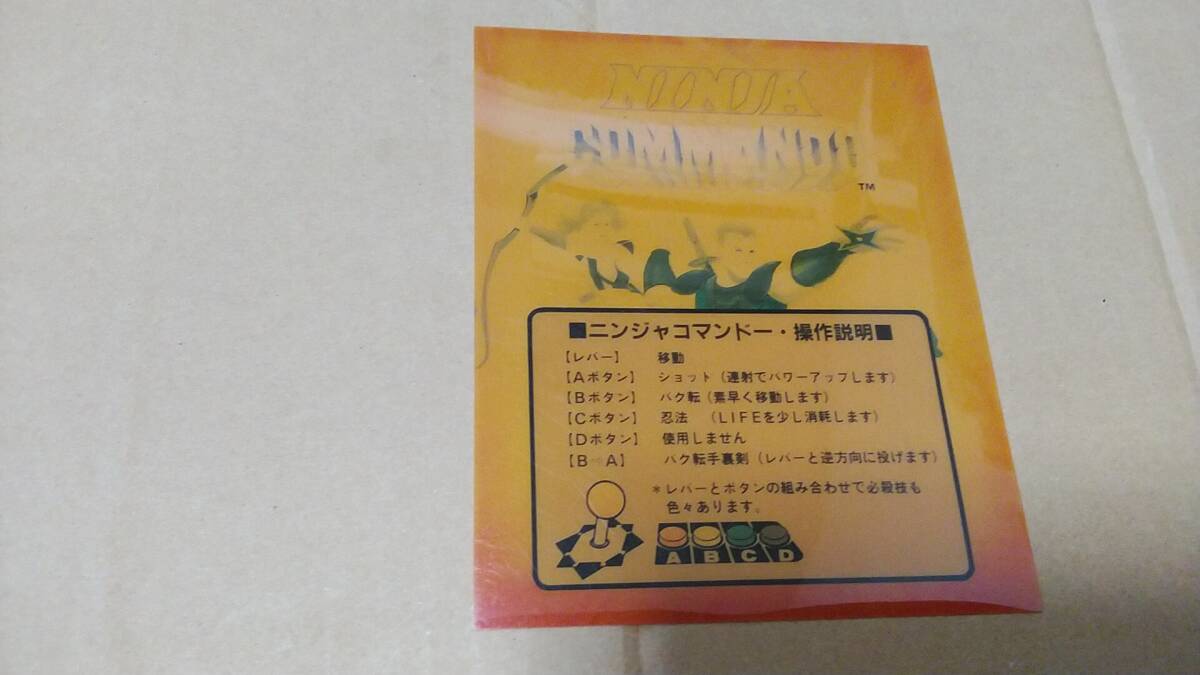 NINJA
COMMANDO
TM
■ニンジャコマンドー・操作説明■
【レバー】 移動
【Aボタン】 ショット（連射でパワーアップします）
【Bボタン】 バク転（素早く移動します）
【Cボタン】 忍法 （LIFEを少し消耗します）
【Dボタン】 使用しません
【B→A】 バク転手裏剣（レバーと逆方向に投げます）
＊レバーとボタンの組み合わせで必殺技も
色々あります。
A B C D